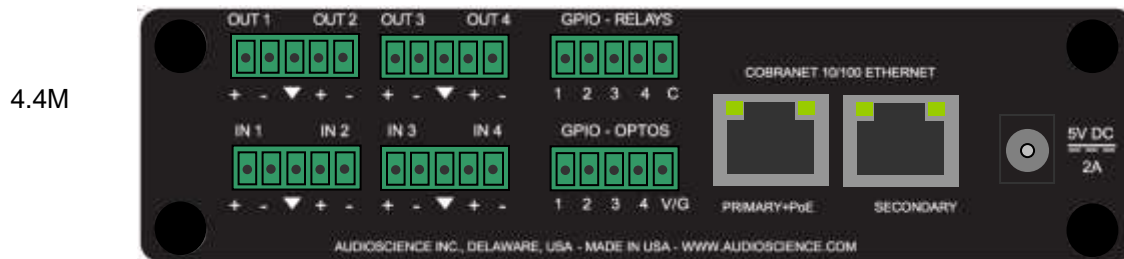 4.4M
OUT 1 OUT 2 OUT 3 OUT 4 GPIO - RELAYS
+ - ▼ + - + - ▼ + - 1 2 3 4 C
COBRANET 10/100 ETHERNET
IN 1 IN 2 IN 3 IN 4 GPIO - OPTOS
+ - ▼ + - + - ▼ + - 1 2 3 4 V/G
PRIMARY+PoE SECONDARY
5V DC
2A
AUDIOSCIENCE INC., DELAWARE, USA - MADE IN USA - WWW.AUDIOSCIENCE.COM